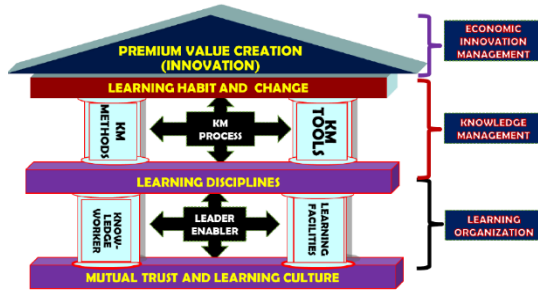 PREMIUM VALUE CREATION
(INNOVATION)
ECONOMIC
INNOVATION
MANAGEMENT
LEARNING HABIT AND CHANGE
KM
METHODS
KM
PROCESS
KM
TOOLS
KNOWLEDGE
MANAGEMENT
LEARNING DISCIPLINES
KNOW-
LEDGE
WORKER
LEADER
ENABLER
LEARNING
FACILITIES
LEARNING
ORGANIZATION
MUTUAL TRUST AND LEARNING CULTURE